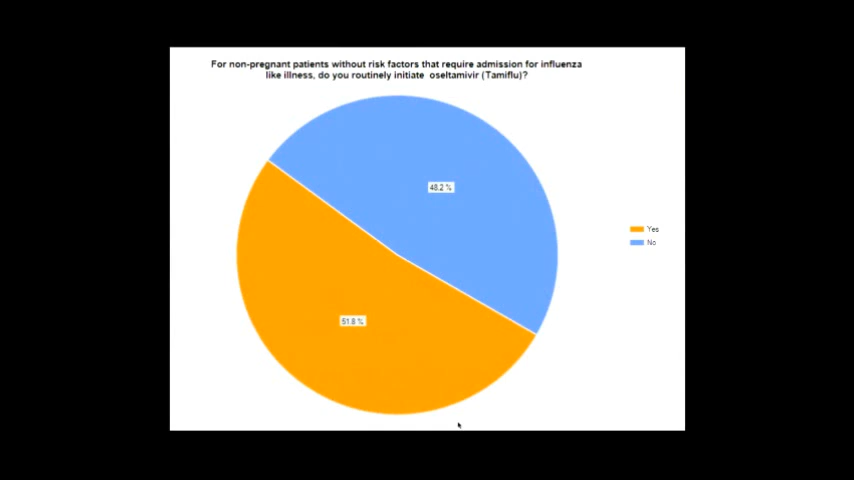 For non-pregnant patients without risk factors that require admission for influenza
like illness, do you routinely initiate oseltamivir (Tamiflu)?
48.2 %
Yes
No
51.8 %